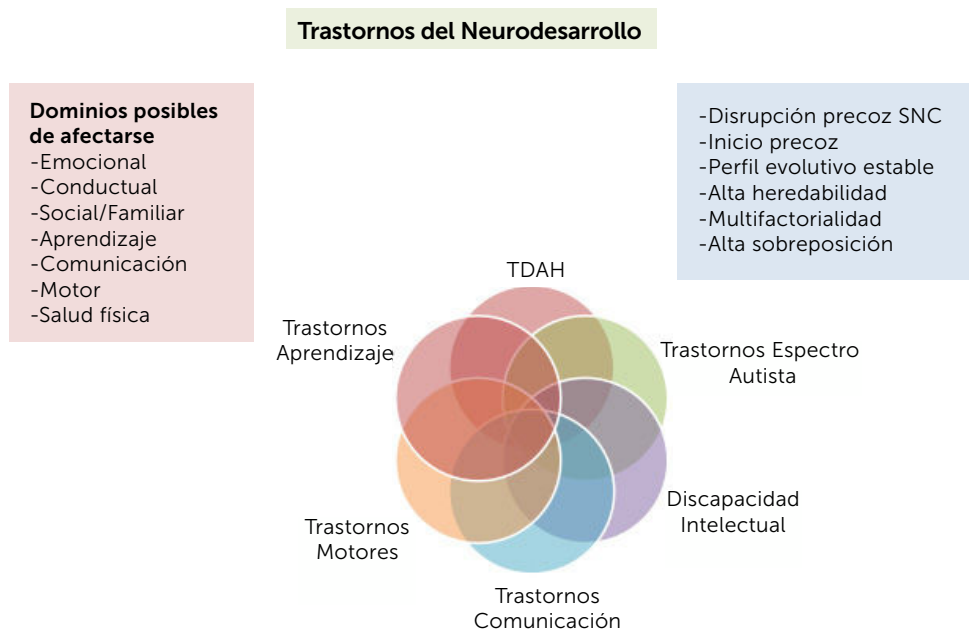 Trastornos del Neurodesarrollo
Dominios posibles
de afectarse
-Emocional
-Conductual
-Social/Familiar
-Aprendizaje
-Comunicación
-Motor
-Salud física
-Disrupción precoz SNC
-Inicio precoz
-Perfil evolutivo estable
-Alta heredabilidad
-Multifactorialidad
-Alta sobreposición
TDAH
Trastornos
Aprendizaje
Trastornos Espectro
Autista
Discapacidad
Intelectual
Trastornos
Motores
Trastornos
Comunicación